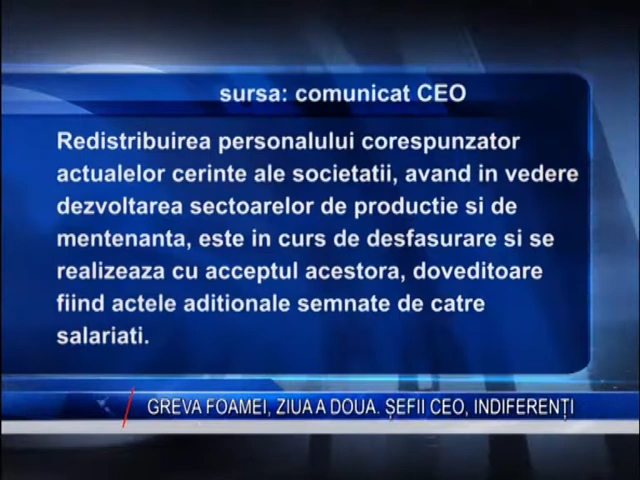 sursa: comunicat CEO
Redistribuirea personalului corespunzator
actualelor cerinte ale societatii, avand in vedere
dezvoltarea sectoarelor de productie si de
mentenanta, este in curs de desfasurare si se
realizeaza cu acceptul acestora, doveditoare
fiind actele aditionale semnate de catre
salariati.
GREVA FOAMEI, ZIUA A DOUA. ȘEFII CEO, INDIFERENȚI